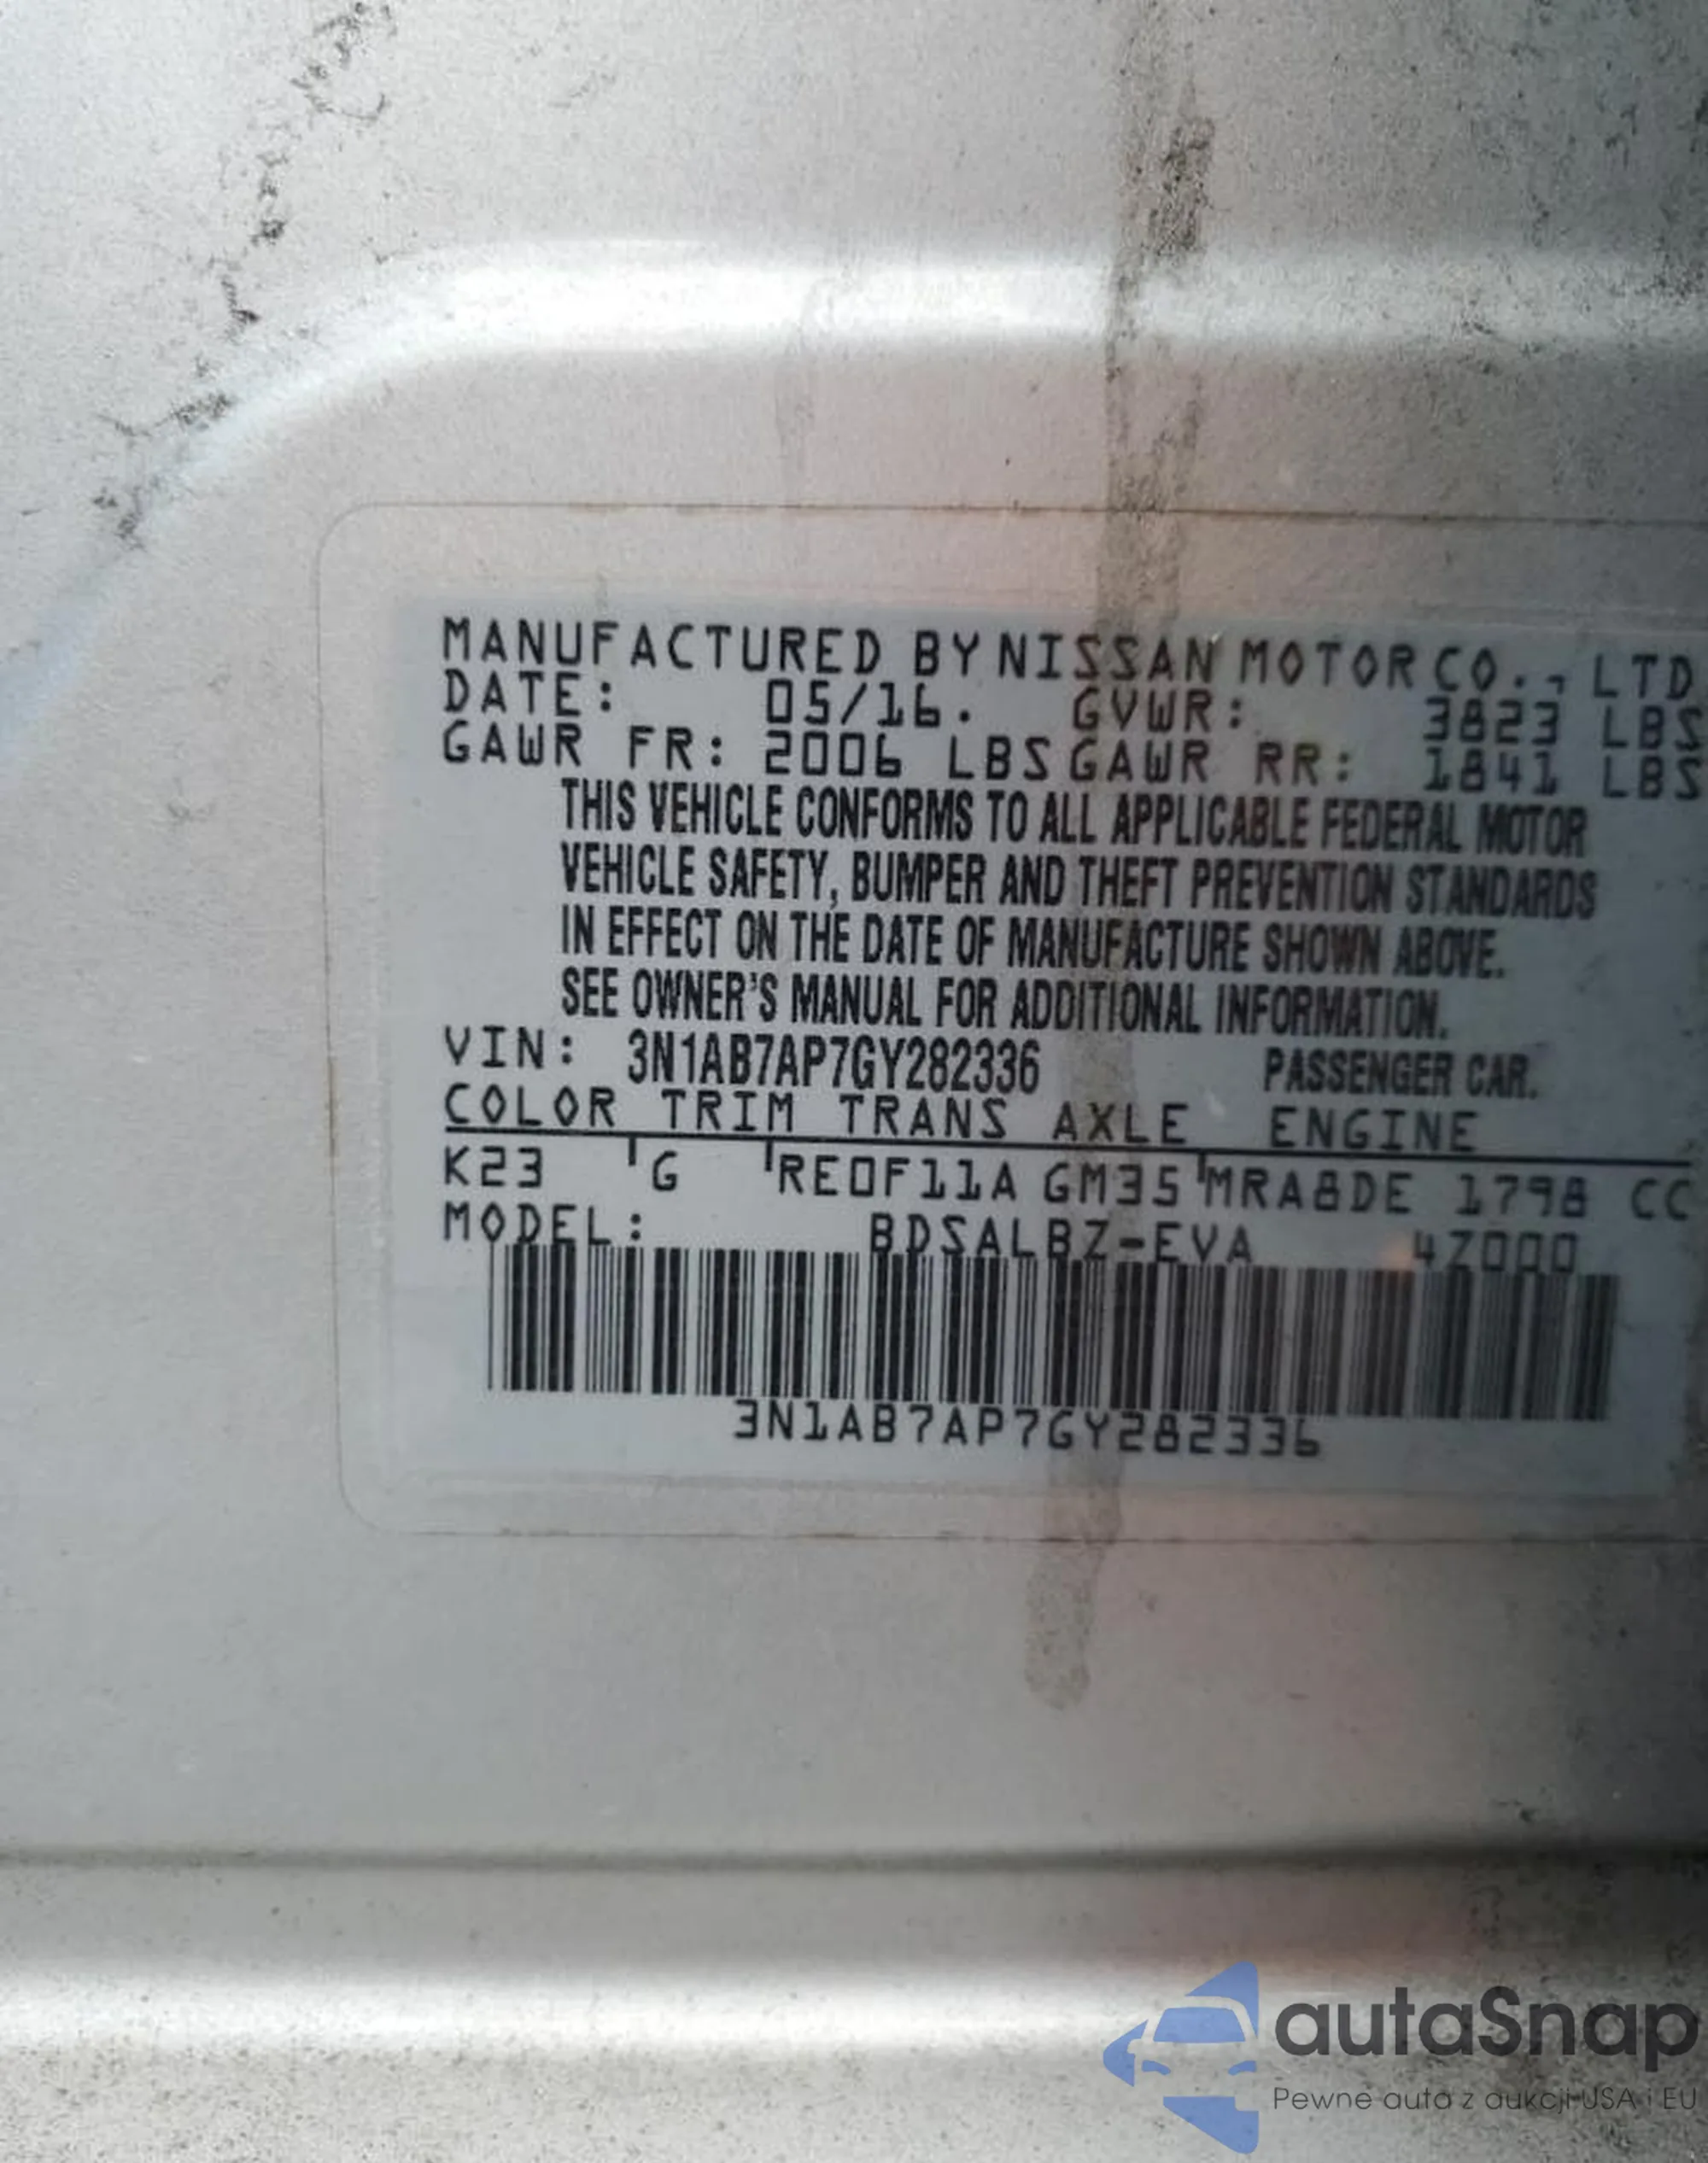 MANUFACTURED BY NISSAN MOTOR CO., LTD
DATE: 05/16. GVWR: 3823 LBS
GAWR FR: 2006 LBS GAWR RR: 1841 LBS
THIS VEHICLE CONFORMS TO ALL APPLICABLE FEDERAL MOTOR
VEHICLE SAFETY, BUMPER AND THEFT PREVENTION STANDARDS
IN EFFECT ON THE DATE OF MANUFACTURE SHOWN ABOVE.
SEE OWNER'S MANUAL FOR ADDITIONAL INFORMATION.
VIN: 3N1AB7AP7GY282336 PASSENGER CAR.
COLOR TRIM TRANS AXLE ENGINE
K23 G RE0F11A GM35 MRA8DE 1798 CC
MODEL: BDSALBZ-EVA 4Z000
3N1AB7AP7GY282336
autaSnap
Pewne auta z aukcji USA i EU